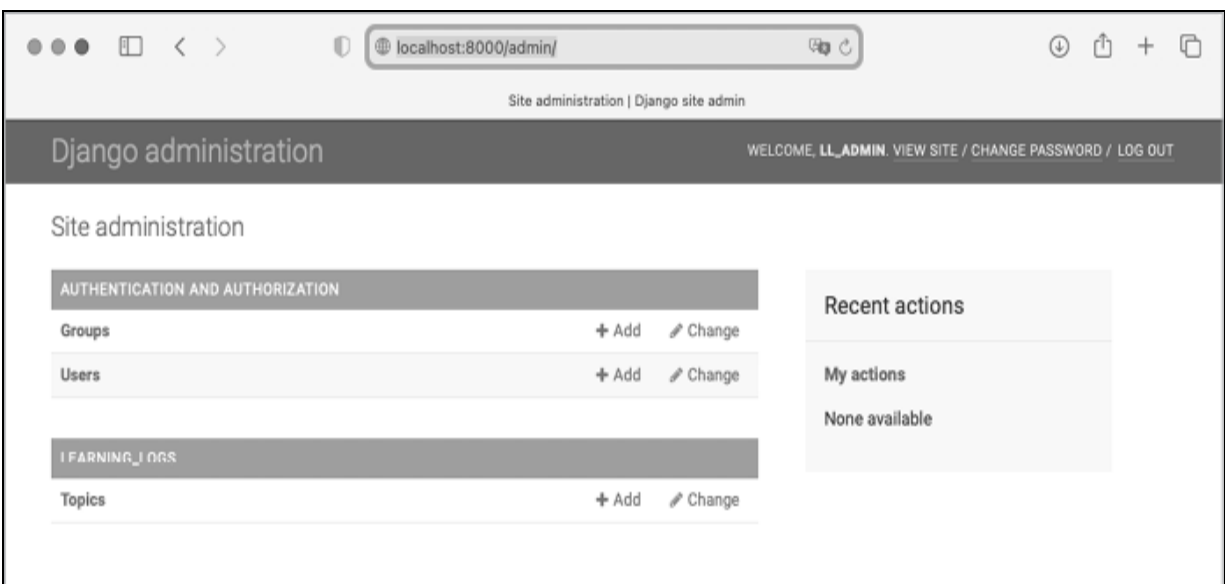 localhost:8000/admin/
Site administration | Django site admin
Django administration
WELCOME, LL_ADMIN. VIEW SITE / CHANGE PASSWORD / LOG OUT
Site administration
AUTHENTICATION AND AUTHORIZATION
Groups + Add Change
Users + Add Change
LEARNING_LOGS
Topics + Add Change
Recent actions
My actions
None available